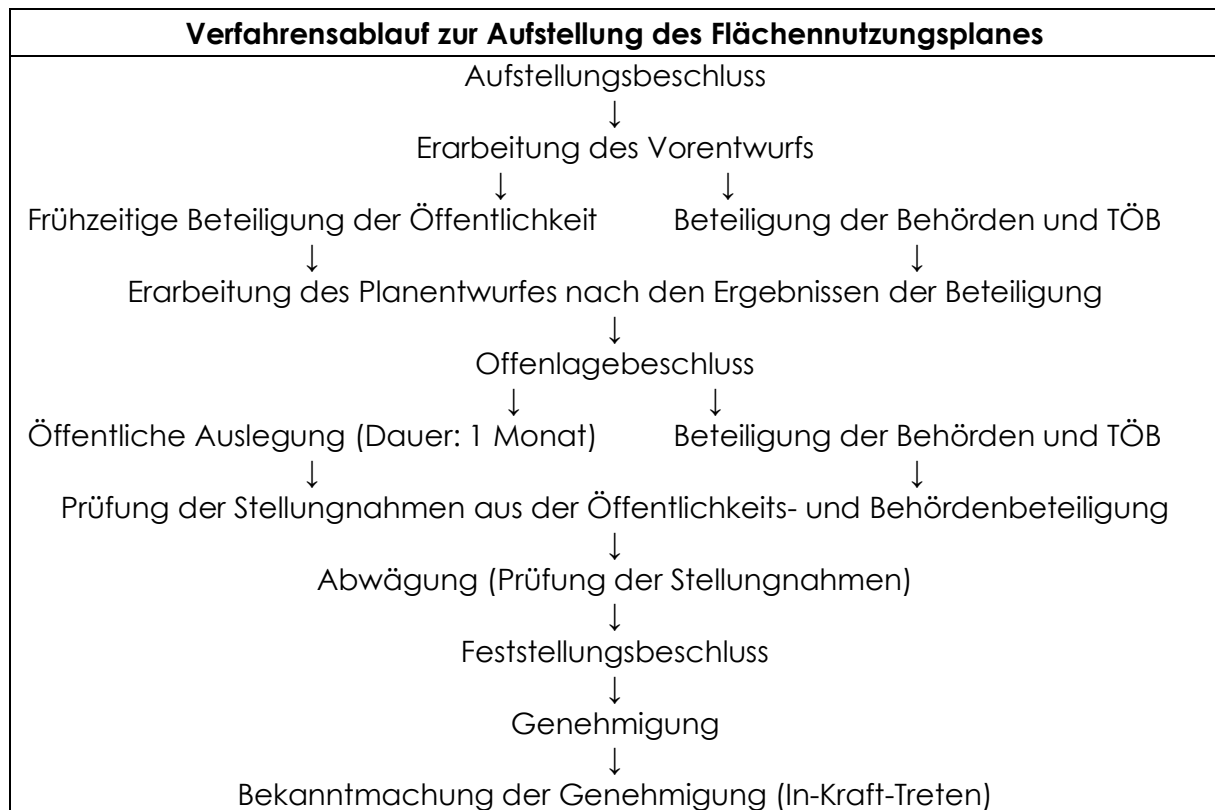 Verfahrensablauf zur Aufstellung des Flächennutzungsplanes
Aufstellungsbeschluss
↓
Erarbeitung des Vorentwurfs
↓ ↓
Frühzeitige Beteiligung der Öffentlichkeit Beteiligung der Behörden und TÖB
↓ ↓
Erarbeitung des Planentwurfes nach den Ergebnissen der Beteiligung
↓
Offenlagebeschluss
↓ ↓
Öffentliche Auslegung (Dauer: 1 Monat) Beteiligung der Behörden und TÖB
↓ ↓
Prüfung der Stellungnahmen aus der Öffentlichkeits- und Behördenbeteiligung
↓
Abwägung (Prüfung der Stellungnahmen)
↓
Feststellungsbeschluss
↓
Genehmigung
↓
Bekanntmachung der Genehmigung (In-Kraft-Treten)